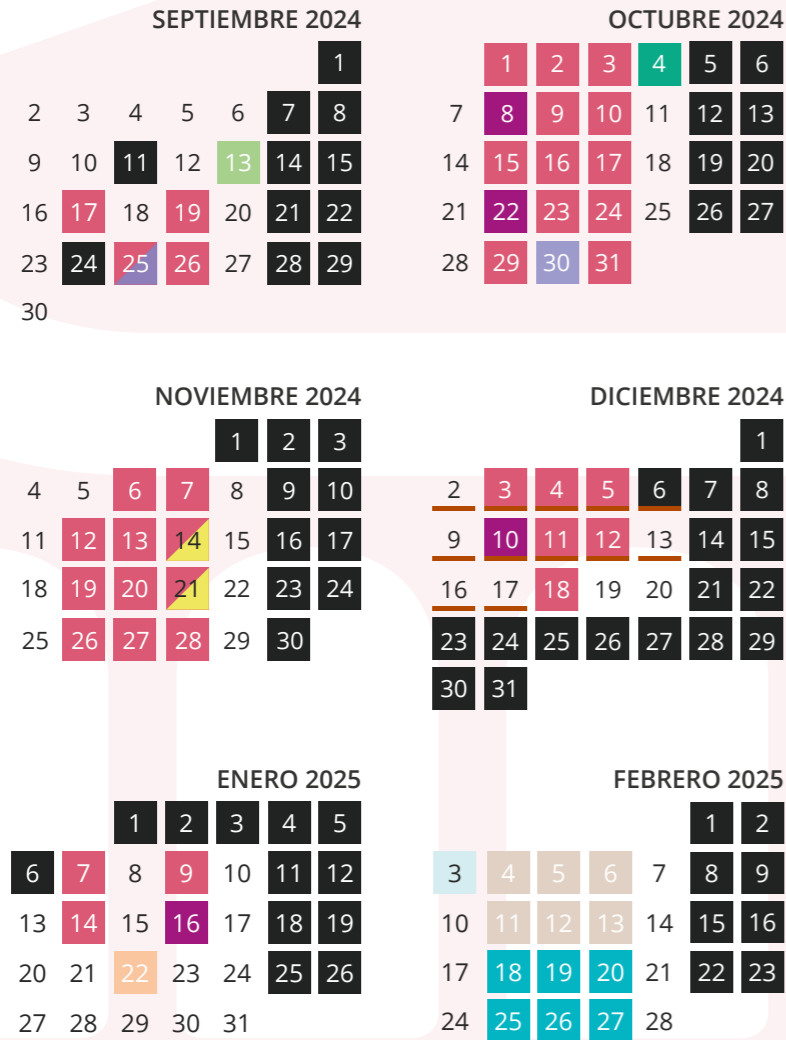 SEPTIEMBRE 2024
1
2 3 4 5 6 7 8
9 10 11 12 13 14 15
16 17 18 19 20 21 22
23 24 25 26 27 28 29
30
OCTUBRE 2024
1 2 3 4 5 6
7 8 9 10 11 12 13
14 15 16 17 18 19 20
21 22 23 24 25 26 27
28 29 30 31
NOVIEMBRE 2024
1 2 3
4 5 6 7 8 9 10
11 12 13 14 15 16 17
18 19 20 21 22 23 24
25 26 27 28 29 30
DICIEMBRE 2024
1
2 3 4 5 6 7 8
9 10 11 12 13 14 15
16 17 18 19 20 21 22
23 24 25 26 27 28 29
30 31
ENERO 2025
1 2 3 4 5
6 7 8 9 10 11 12
13 14 15 16 17 18 19
20 21 22 23 24 25 26
27 28 29 30 31
FEBRERO 2025
1 2
3 4 5 6 7 8 9
10 11 12 13 14 15 16
17 18 19 20 21 22 23
24 25 26 27 28